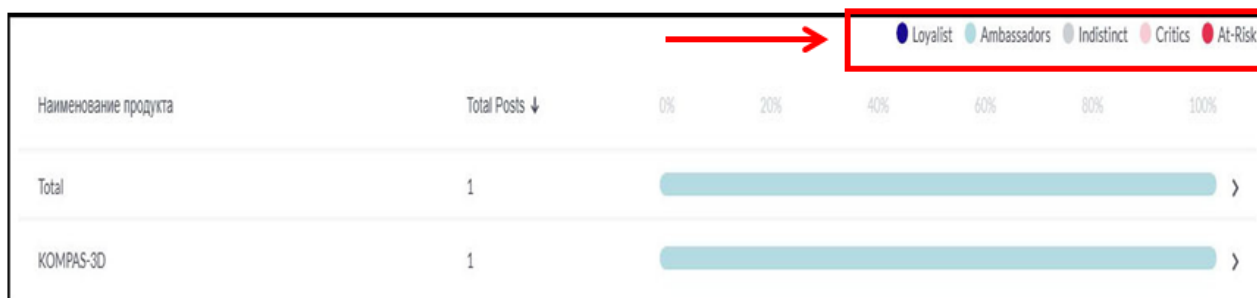 Loyalist Ambassadors Indistinct Critics At-Risk
Наименование продукта Total Posts ↓ 0% 20% 40% 60% 80% 100%
Total 1
KOMPAS-3D 1